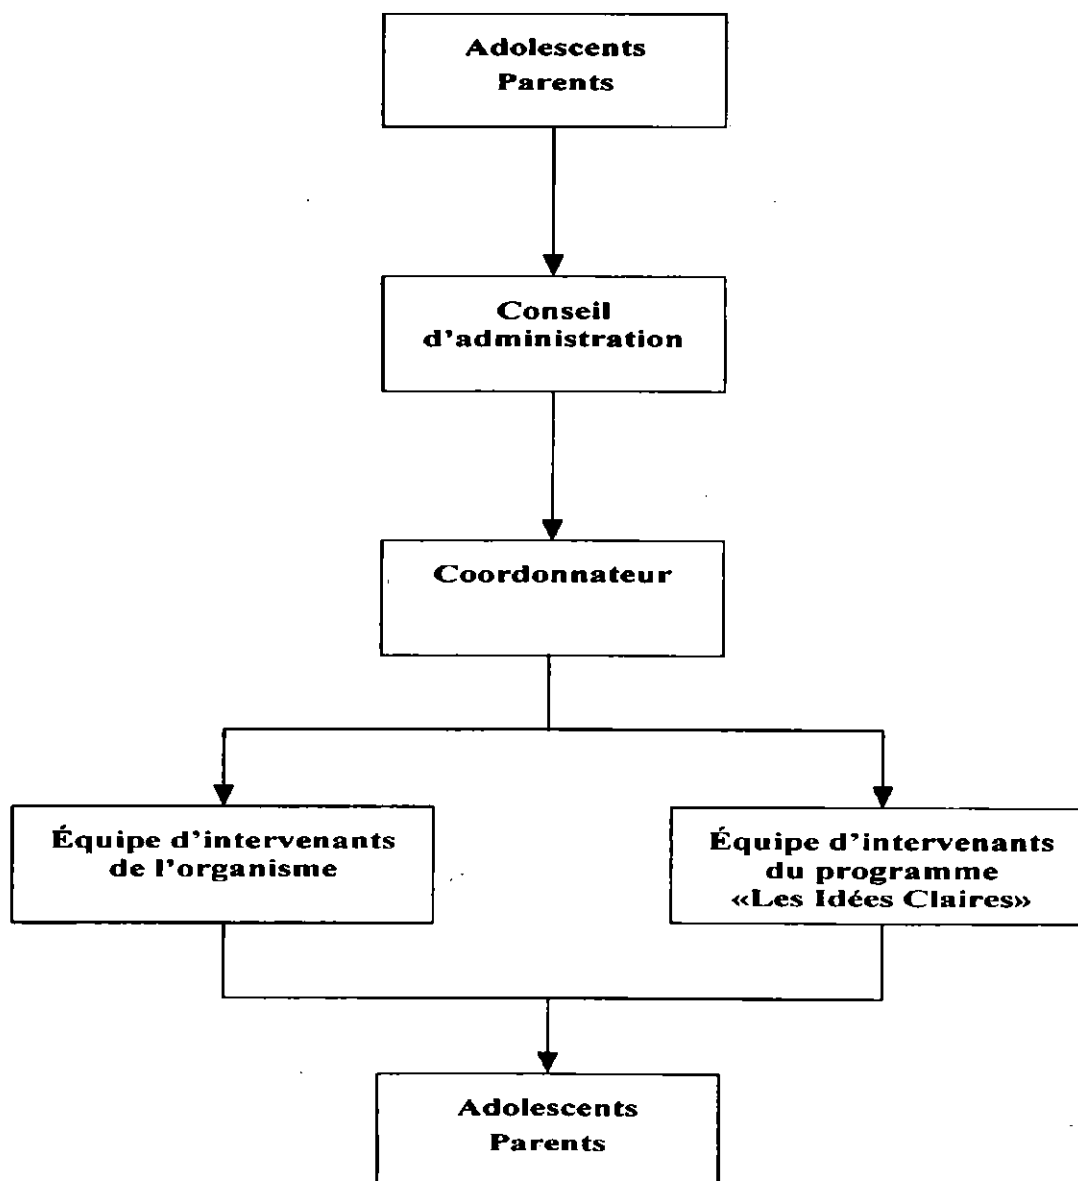 Adolescents
Parents
Conseil
d'administration
Coordonnateur
Équipe d'intervenants
de l'organisme
Équipe d'intervenants
du programme
«Les Idées Claires»
Adolescents
Parents